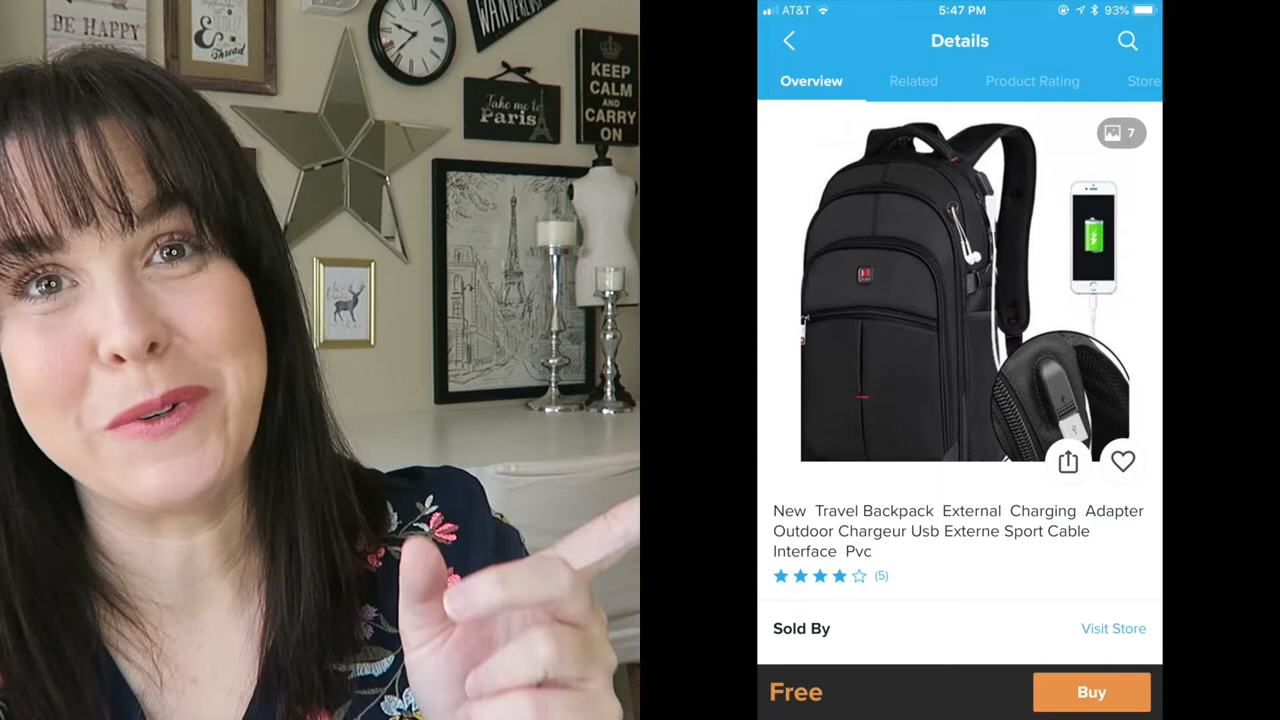 BE HAPPY
&
Thread
WANDERLUST
Take me to
Paris
KEEP
CALM
AND
CARRY
ON
AT&T
5:47 PM
93%
Details
Overview
Related
Product Rating
Store
7
New Travel Backpack External Charging Adapter
Outdoor Chargeur Usb Externe Sport Cable
Interface Pvc
(5)
Sold By
Visit Store
Free
Buy